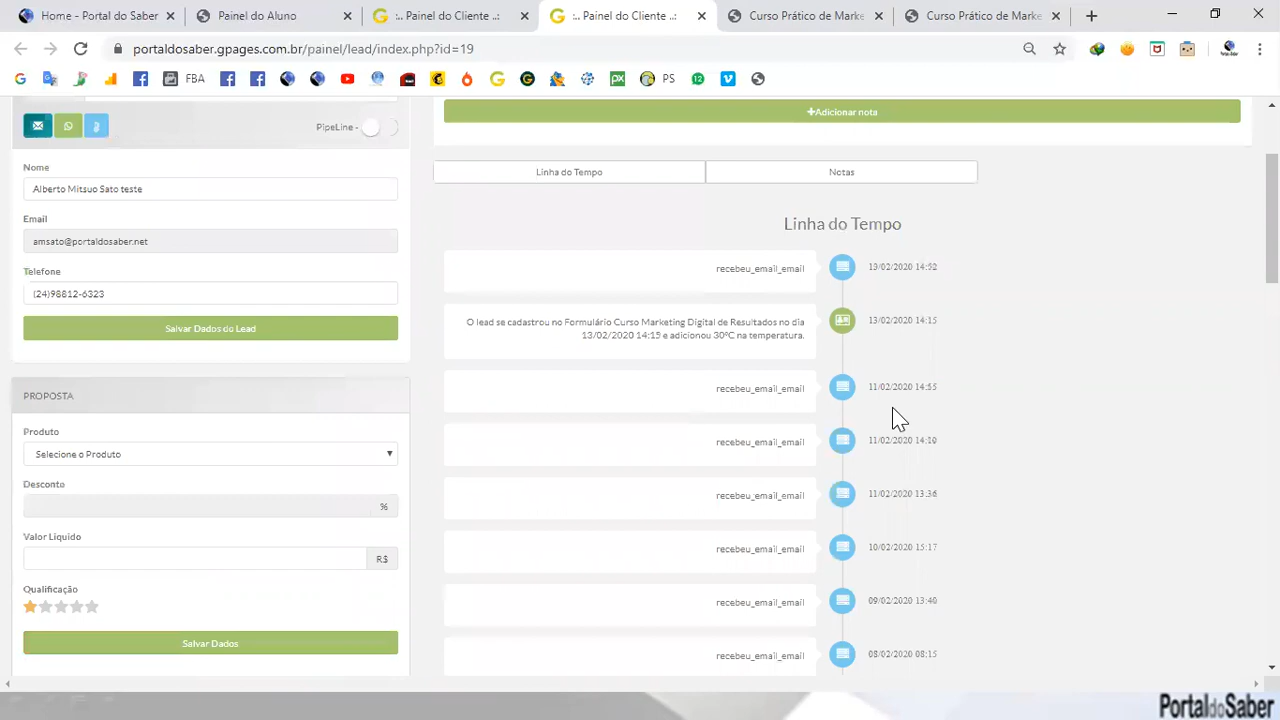 Home - Portal do Saber
Painel do Aluno
:. Painel do Cliente ..:
:. Painel do Cliente ..:
Curso Prático de Marke
Curso Prático de Marke
portaldosaber.gpages.com.br/painel/lead/index.php?id=19
FBA
PS
Adicionar nota
PipeLine -
Linha do Tempo
Notas
Nome
Alberto Mitsuo Sato teste
Email
amsato@portaldosaber.net
Telefone
(24)98812-6323
Salvar Dados do Lead
PROPOSTA
Produto
Selecione o Produto
Desconto
%
Valor Líquido
R$
Qualificação
Salvar Dados
Linha do Tempo
recebeu_email_email
13/02/2020 14:52
O lead se cadastrou no Formulário Curso Marketing Digital de Resultados no dia
13/02/2020 14:15 e adicionou 30ºC na temperatura.
13/02/2020 14:15
recebeu_email_email
11/02/2020 14:55
recebeu_email_email
11/02/2020 14:10
recebeu_email_email
11/02/2020 13:36
recebeu_email_email
10/02/2020 15:17
recebeu_email_email
09/02/2020 13:40
recebeu_email_email
08/02/2020 08:15
PortaldoSaber